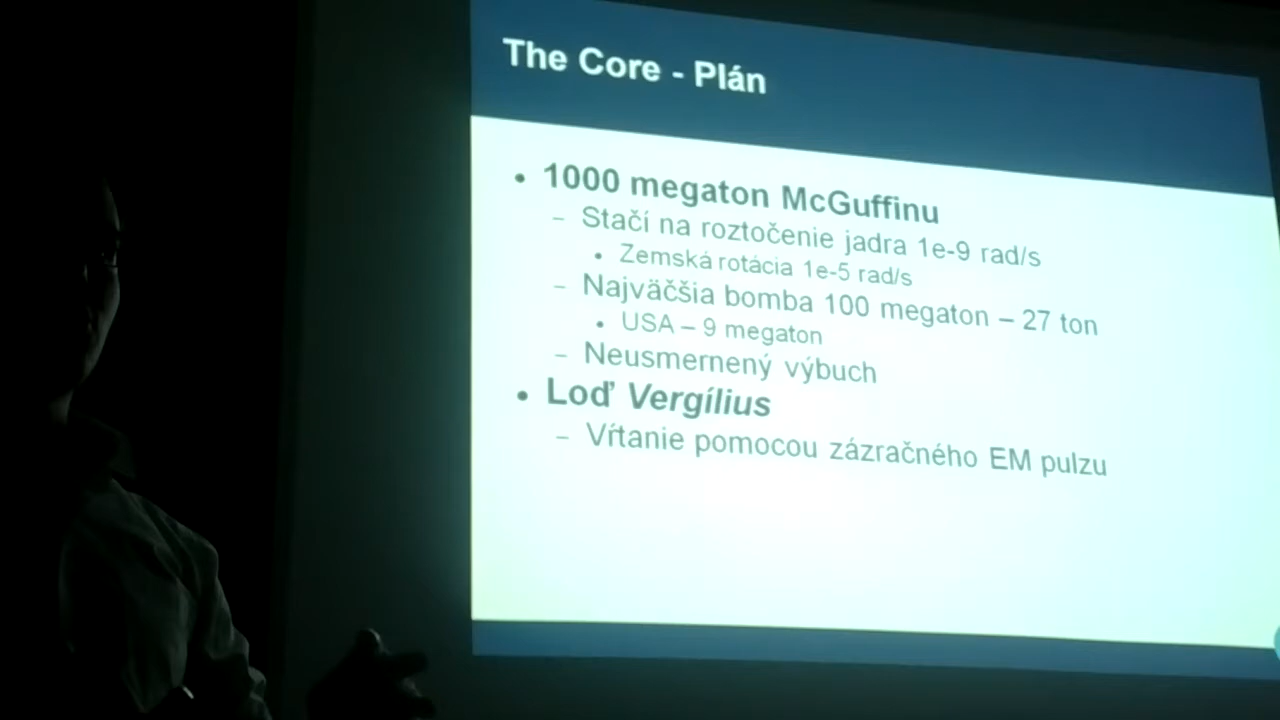 The Core - Plán
• 1000 megaton McGuffinu
– Stačí na roztočenie jadra 1e-9 rad/s
• Zemská rotácia 1e-5 rad/s
– Najväčšia bomba 100 megaton – 27 ton
• USA – 9 megaton
– Neusmernený výbuch
• Loď Vergílius
– Vŕtanie pomocou zázračného EM pulzu